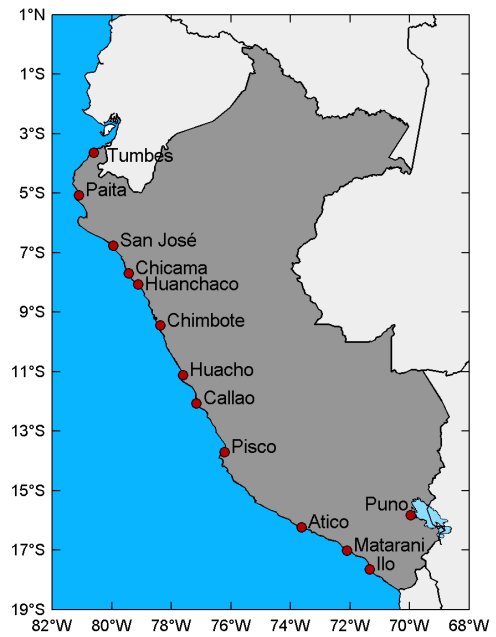 1°N
1°S
3°S
Tumbes
5°S
Paita
San José
7°S
Chicama
Huanchaco
9°S
Chimbote
11°S
Huacho
Callao
13°S
Pisco
15°S
Puno
Atico
Matarani
17°S
Ilo
19°S
82°W 80°W 78°W 76°W 74°W 72°W 70°W 68°W